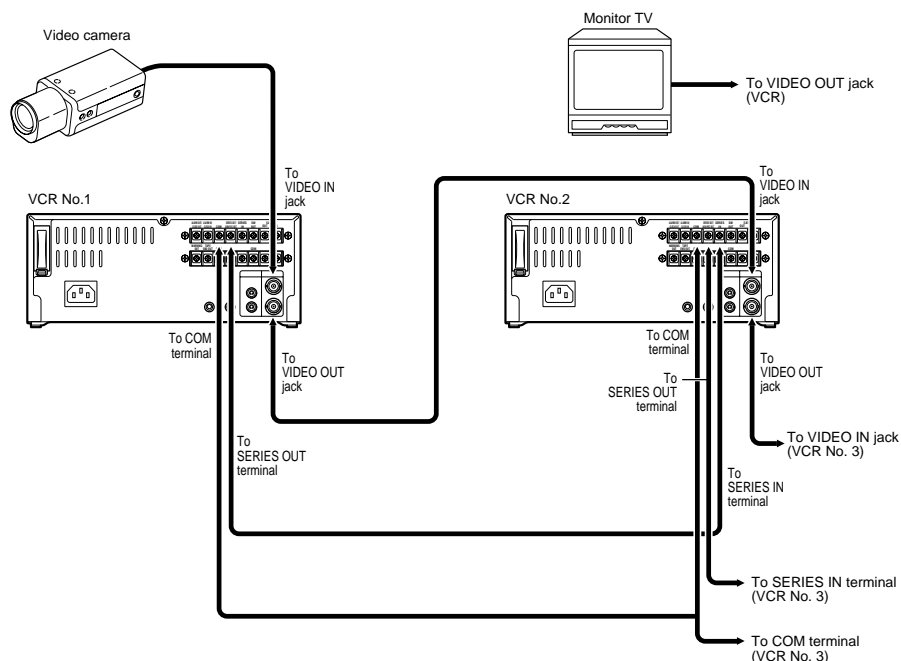 Monitor TV
Video camera
To VIDEO OUT jack
(VCR)
To
VIDEO IN
jack
To
VIDEO IN
jack
VCR No.1
VCR No.2
To COM
terminal
To
VIDEO OUT
jack
To COM
terminal
To
SERIES OUT
terminal
To
VIDEO OUT
jack
To
SERIES OUT
terminal
To VIDEO IN jack
(VCR No. 3)
To
SERIES IN
terminal
To SERIES IN terminal
(VCR No. 3)
To COM terminal
(VCR No. 3)